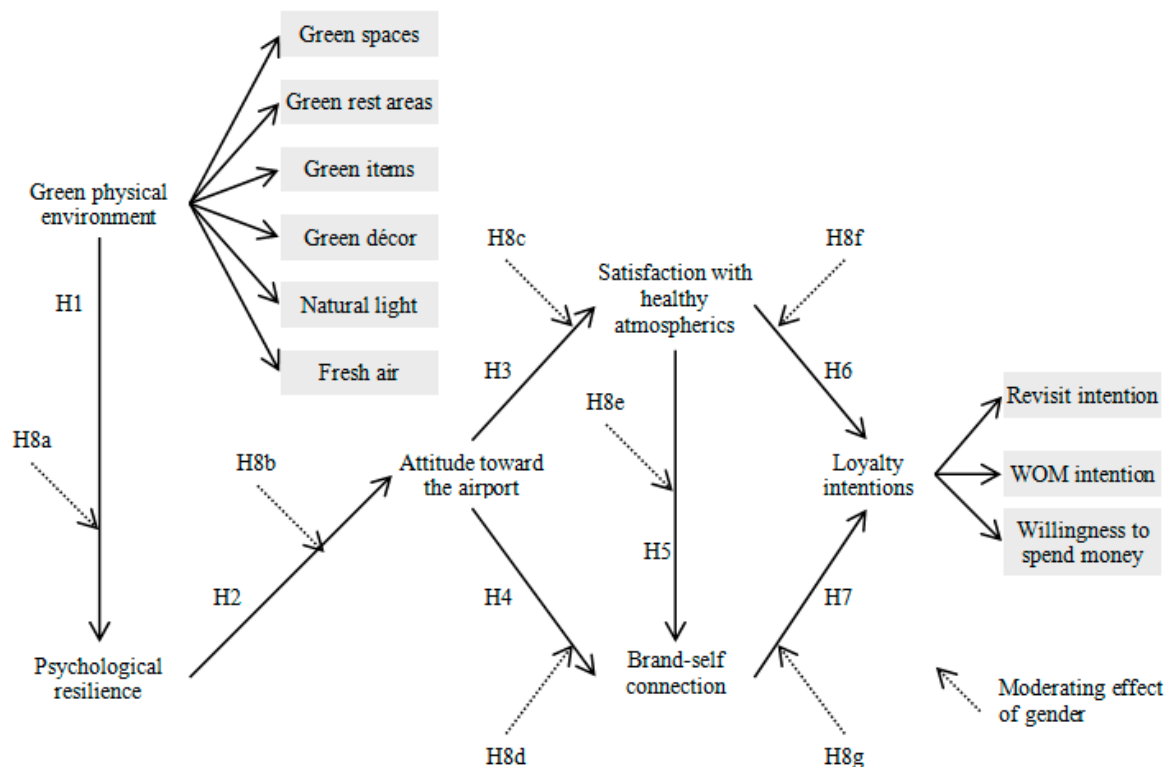 Green spaces
Green rest areas
Green items
Green physical
environment
Green décor
H8c
H8f
Satisfaction with
healthy
atmospherics
H1
Natural light
Fresh air
H3
H6
H8e
Revisit intention
H8a
H8b
Attitude toward
the airport
Loyalty
intentions
WOM intention
Willingness to
spend money
H5
H2
H4
H7
Psychological
resilience
Brand-self
connection
Moderating effect
of gender
H8d
H8g